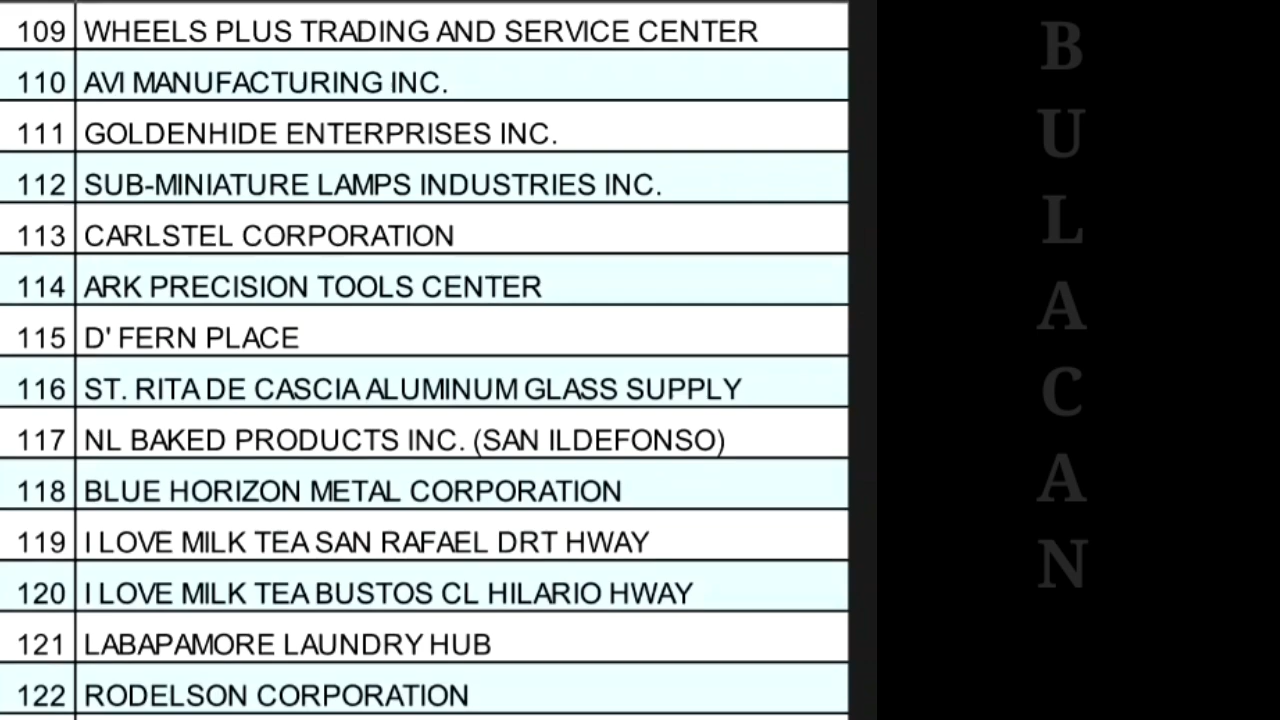 109 WHEELS PLUS TRADING AND SERVICE CENTER
110 AVI MANUFACTURING INC.
111 GOLDENHIDE ENTERPRISES INC.
112 SUB-MINIATURE LAMPS INDUSTRIES INC.
113 CARLSTEL CORPORATION
114 ARK PRECISION TOOLS CENTER
115 D' FERN PLACE
116 ST. RITA DE CASCIA ALUMINUM GLASS SUPPLY
117 NL BAKED PRODUCTS INC. (SAN ILDEFONSO)
118 BLUE HORIZON METAL CORPORATION
119 I LOVE MILK TEA SAN RAFAEL DRT HWAY
120 I LOVE MILK TEA BUSTOS CL HILARIO HWAY
121 LABAPAMORE LAUNDRY HUB
122 RODELSON CORPORATION
B
U
L
A
C
A
N